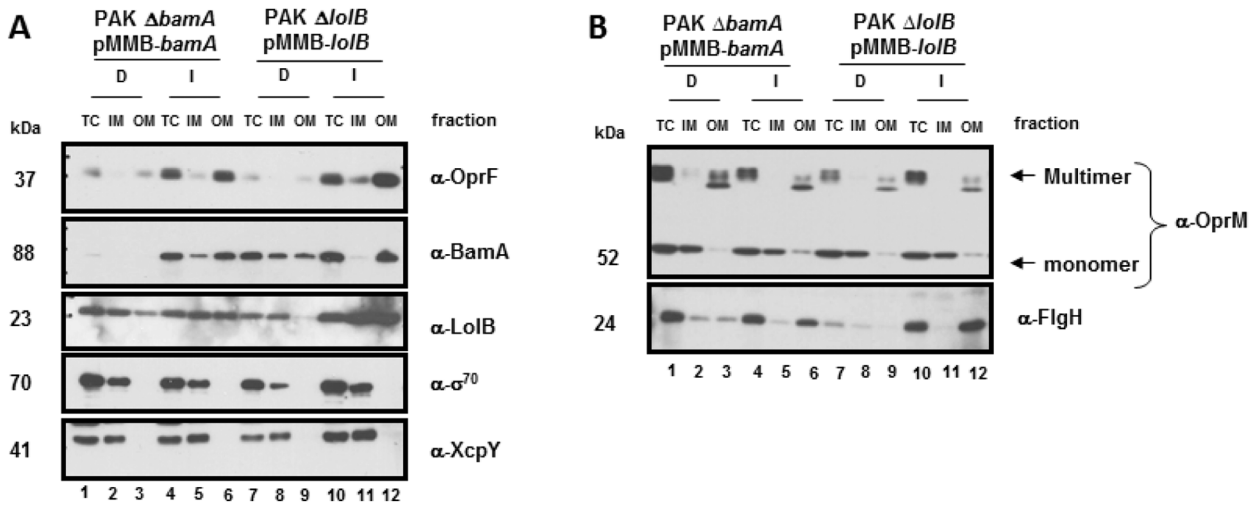 A
PAK ΔbamA PAK ΔlolB
pMMB-bamA pMMB-lolB
D I D I
kDa TC IM OM TC IM OM TC IM OM TC IM OM fraction
37 α-OprF
88 α-BamA
23 α-LolB
70 α-σ70
41 α-XcpY
1 2 3 4 5 6 7 8 9 10 11 12
B
PAK ΔbamA PAK ΔlolB
pMMB-bamA pMMB-lolB
D I D I
kDa TC IM OM TC IM OM TC IM OM TC IM OM fraction
Multimer
α-OprM
52 monomer
24 α-FlgH
1 2 3 4 5 6 7 8 9 10 11 12